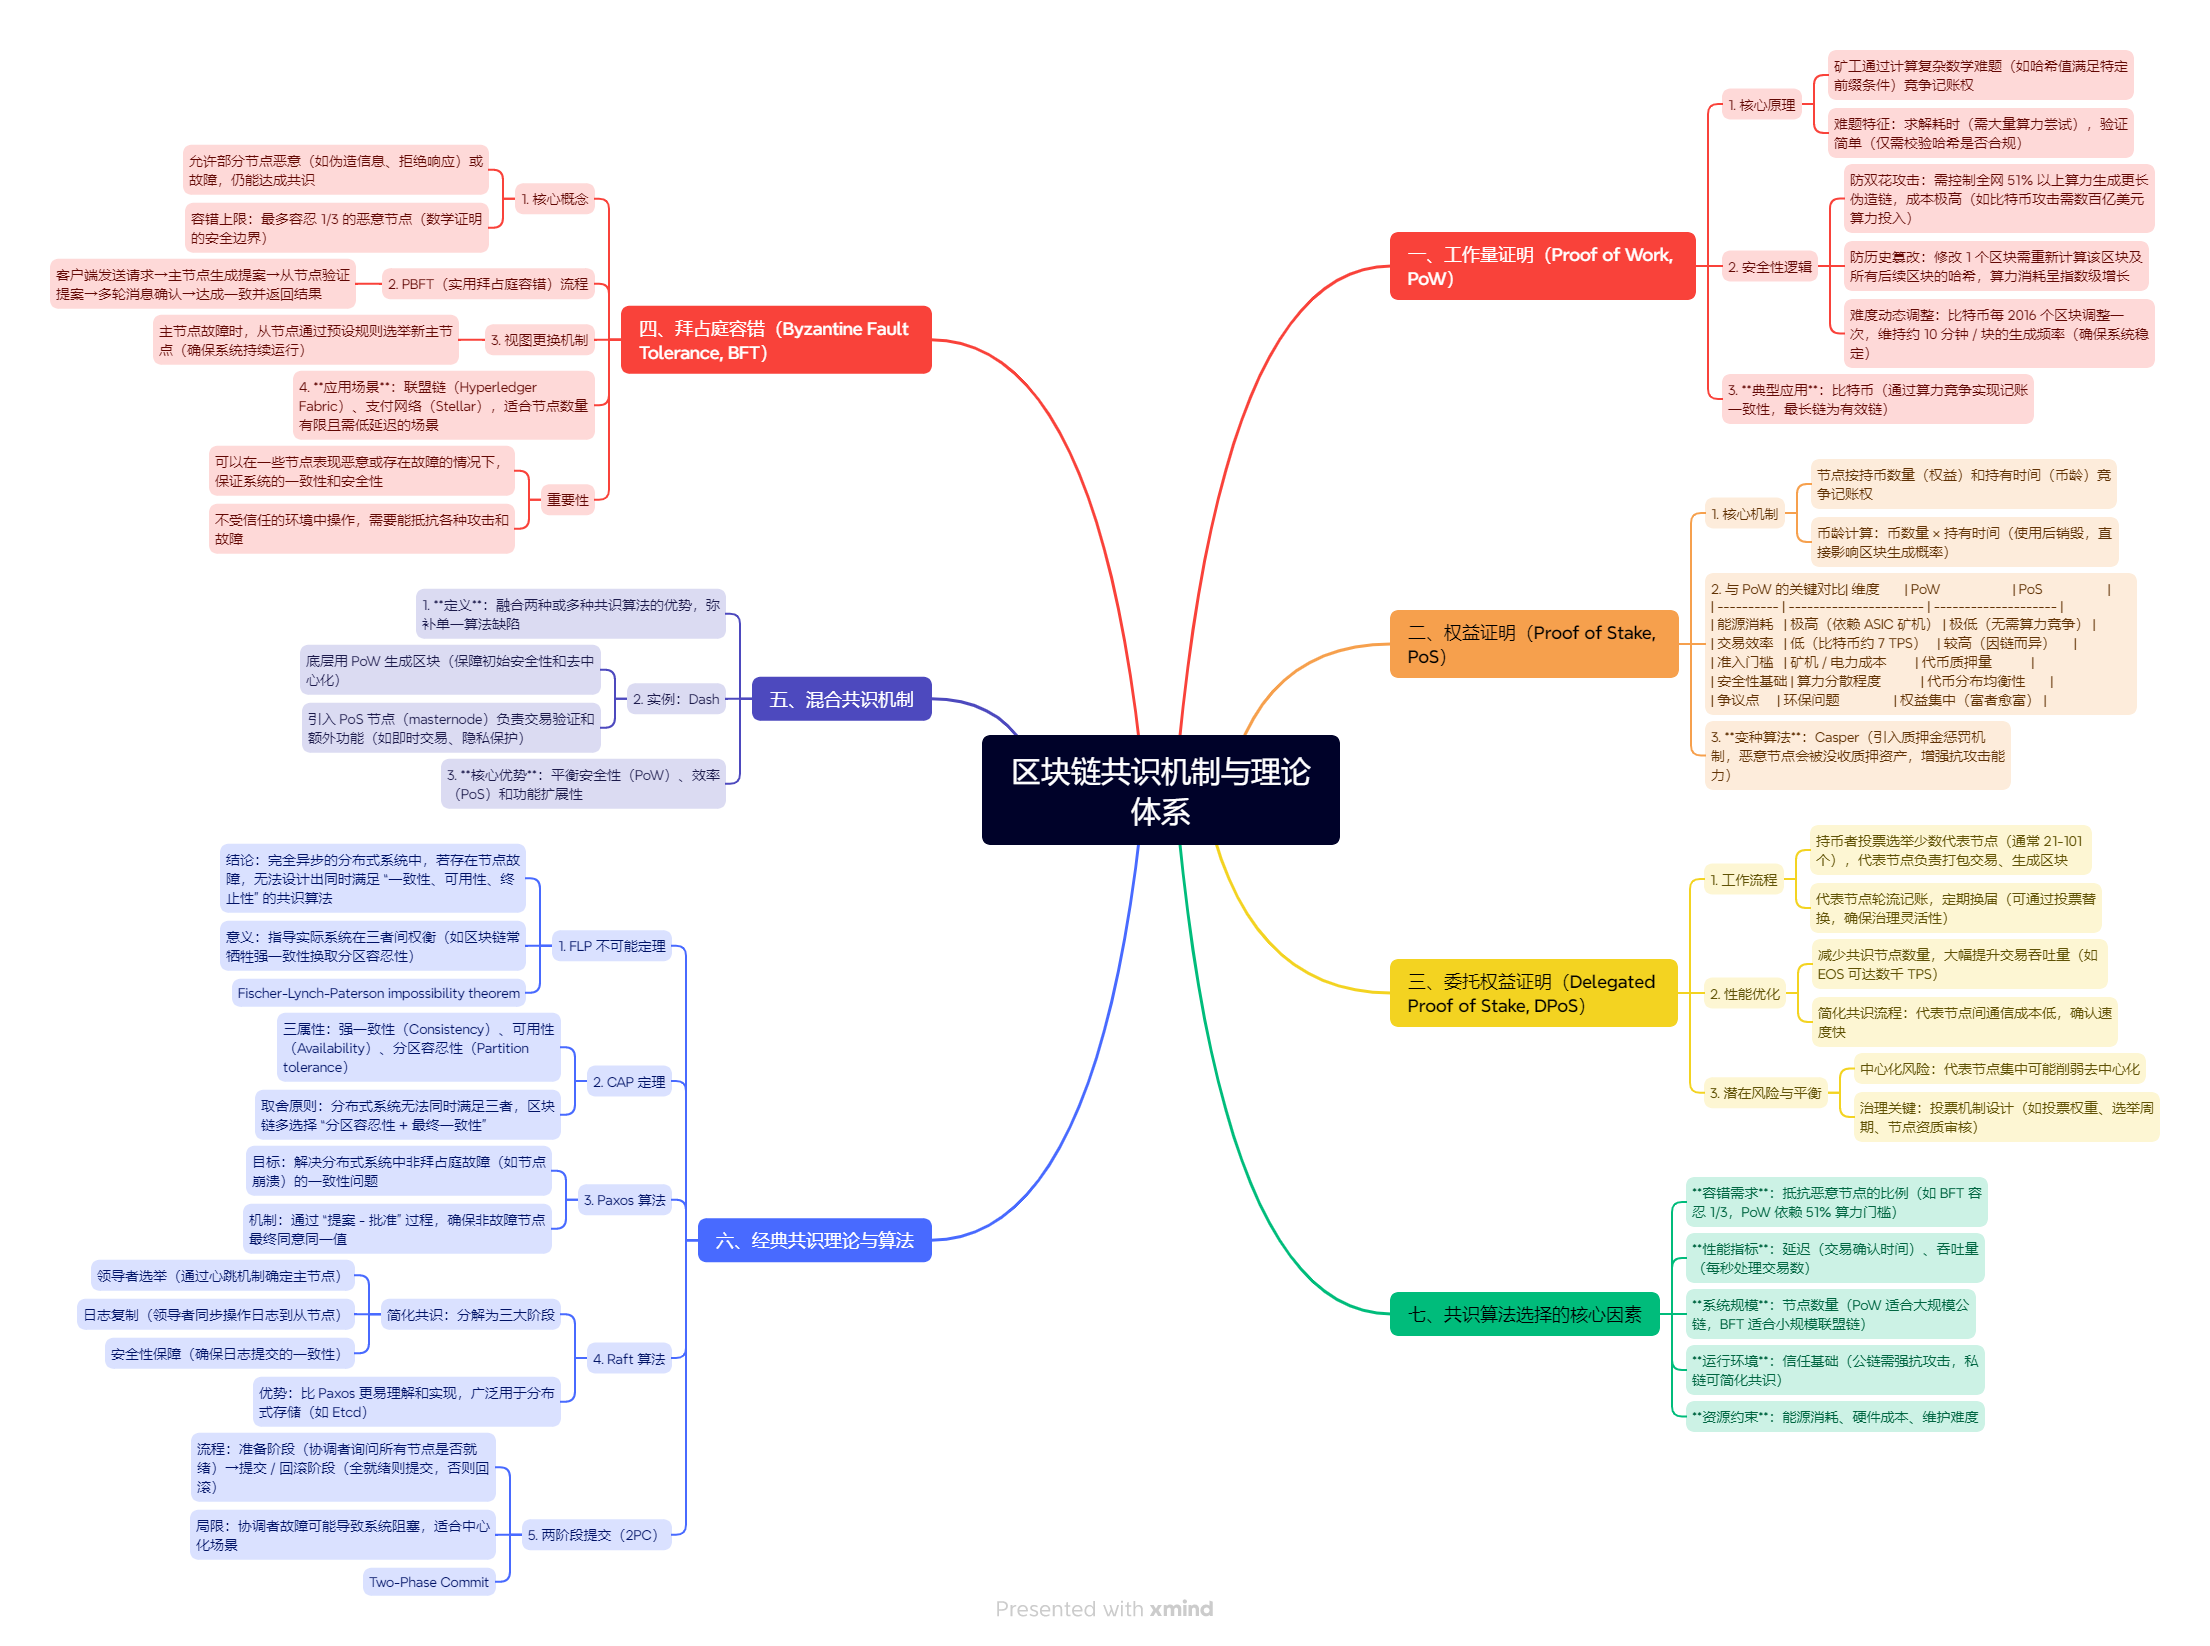 区块链共识机制与理论
体系
一、工作量证明（Proof of Work,
PoW）
1. 核心原理
矿工通过计算复杂数学难题（如哈希值满足特定
前缀条件）竞争记账权
难题特征：求解耗时（需大量算力尝试），验证
简单（仅需校验哈希是否合规）
2. 安全性逻辑
防双花攻击：需控制全网 51% 以上算力生成更长
伪造链，成本极高（如比特币攻击需数百亿美元
算力投入）
防历史篡改：修改 1 个区块需重新计算该区块及
所有后续区块的哈希，算力消耗呈指数级增长
难度动态调整：比特币每 2016 个区块调整一
次，维持约 10 分钟 / 块的生成频率（确保系统稳
定）
3. **典型应用**：比特币（通过算力竞争实现记账
一致性，最长链为有效链）
二、权益证明（Proof of Stake,
PoS）
1. 核心机制
节点按持币数量（权益）和持有时间（币龄）竞
争记账权
币龄计算：币数量 × 持有时间（使用后销毁，直
接影响区块生成概率）
2. 与 PoW 的关键对比| 维度 | PoW | PoS |
| ---------- | ---------------------- | -------------------- |
| 能源消耗 | 极高（依赖 ASIC 矿机） | 极低（无需算力竞争） |
| 交易效率 | 低（比特币约 7 TPS） | 较高（因链而异） |
| 准入门槛 | 矿机 / 电力成本 | 代币质押量 |
| 安全性基础 | 算力分散程度 | 代币分布均衡性 |
| 争议点 | 环保问题 | 权益集中（富者愈富） |
3. **变种算法**：Casper（引入质押金惩罚机
制，恶意节点会被没收质押资产，增强抗攻击能
力）
三、委托权益证明（Delegated
Proof of Stake, DPoS）
1. 工作流程
持币者投票选举少数代表节点（通常 21-101
个），代表节点负责打包交易、生成区块
代表节点轮流记账，定期换届（可通过投票替
换，确保治理灵活性）
2. 性能优化
减少共识节点数量，大幅提升交易吞吐量（如
EOS 可达数千 TPS）
简化共识流程：代表节点间通信成本低，确认速
度快
3. 潜在风险与平衡
中心化风险：代表节点集中可能削弱去中心化
治理关键：投票机制设计（如投票权重、选举周
期、节点资质审核）
四、拜占庭容错（Byzantine Fault
Tolerance, BFT）
1. 核心概念
允许部分节点恶意（如伪造信息、拒绝响应）或
故障，仍能达成共识
容错上限：最多容忍 1/3 的恶意节点（数学证明
的安全边界）
2. PBFT（实用拜占庭容错）流程
客户端发送请求→主节点生成提案→从节点验证
提案→多轮消息确认→达成一致并返回结果
3. 视图更换机制
主节点故障时，从节点通过预设规则选举新主节
点（确保系统持续运行）
4. **应用场景**：联盟链（Hyperledger
Fabric）、支付网络（Stellar），适合节点数量
有限且需低延迟的场景
重要性
可以在一些节点表现恶意或存在故障的情况下，
保证系统的一致性和安全性
不受信任的环境中操作，需要能抵抗各种攻击和
故障
五、混合共识机制
1. **定义**：融合两种或多种共识算法的优势，弥
补单一算法缺陷
2. 实例：Dash
底层用 PoW 生成区块（保障初始安全性和去中
心化）
引入 PoS 节点（masternode）负责交易验证和
额外功能（如即时交易、隐私保护）
3. **核心优势**：平衡安全性（PoW）、效率
（PoS）和功能扩展性
六、经典共识理论与算法
1. FLP 不可能定理
结论：完全异步的分布式系统中，若存在节点故
障，无法设计出同时满足 “一致性、可用性、终
止性” 的共识算法
意义：指导实际系统在三者间权衡（如区块链常
牺牲强一致性换取分区容忍性）
Fischer-Lynch-Paterson impossibility theorem
2. CAP 定理
三属性：强一致性（Consistency）、可用性
（Availability）、分区容忍性（Partition
tolerance）
取舍原则：分布式系统无法同时满足三者，区块
链多选择 “分区容忍性 + 最终一致性”
3. Paxos 算法
目标：解决分布式系统中非拜占庭故障（如节点
崩溃）的一致性问题
机制：通过 “提案 - 批准” 过程，确保非故障节点
最终同意同一值
4. Raft 算法
简化共识：分解为三大阶段
领导者选举（通过心跳机制确定主节点）
日志复制（领导者同步操作日志到从节点）
安全性保障（确保日志提交的一致性）
优势：比 Paxos 更易理解和实现，广泛用于分布
式存储（如 Etcd）
5. 两阶段提交（2PC）
流程：准备阶段（协调者询问所有节点是否就
绪）→提交 / 回滚阶段（全就绪则提交，否则回
滚）
局限：协调者故障可能导致系统阻塞，适合中心
化场景
Two-Phase Commit
七、共识算法选择的核心因素
**容错需求**：抵抗恶意节点的比例（如 BFT 容
忍 1/3，PoW 依赖 51% 算力门槛）
**性能指标**：延迟（交易确认时间）、吞吐量
（每秒处理交易数）
**系统规模**：节点数量（PoW 适合大规模公
链，BFT 适合小规模联盟链）
**运行环境**：信任基础（公链需强抗攻击，私
链可简化共识）
**资源约束**：能源消耗、硬件成本、维护难度
Presented with xmind